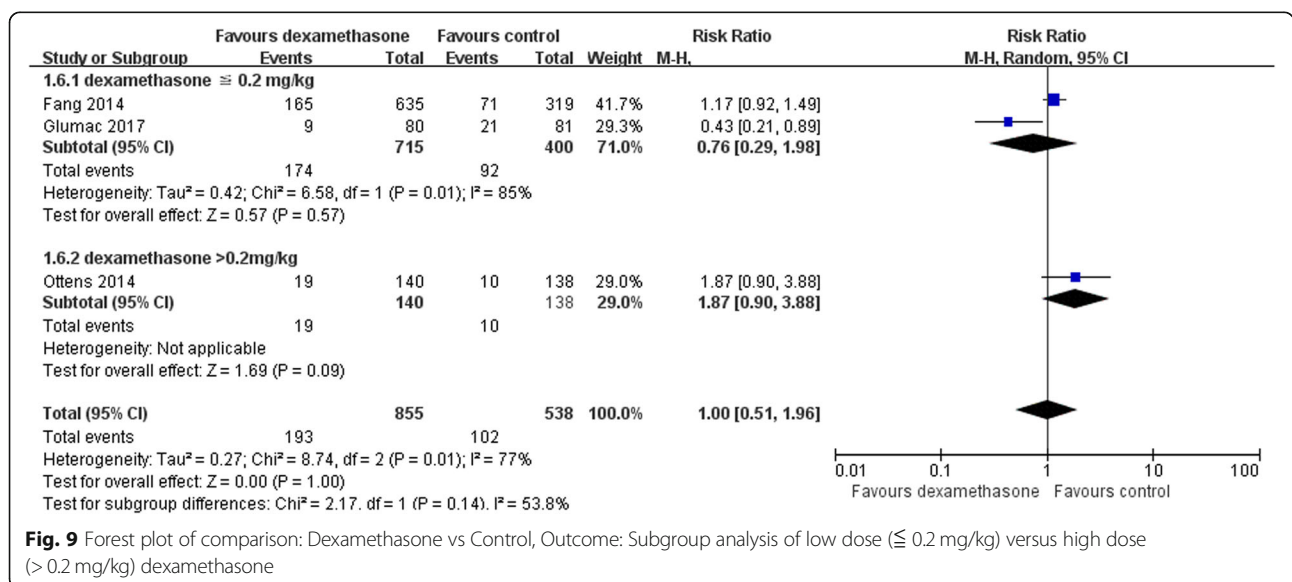 Favours dexamethasone Favours control Risk Ratio Risk Ratio
Study or Subgroup Events Total Events Total Weight M-H, M-H, Random, 95% CI
1.6.1 dexamethasone ≦ 0.2 mg/kg
Fang 2014 165 635 71 319 41.7% 1.17 [0.92, 1.49]
Glumac 2017 9 80 21 81 29.3% 0.43 [0.21, 0.89]
Subtotal (95% CI) 715 400 71.0% 0.76 [0.29, 1.98]
Total events 174 92
Heterogeneity: Tau² = 0.42; Chi² = 6.58, df = 1 (P = 0.01); I² = 85%
Test for overall effect: Z = 0.57 (P = 0.57)
1.6.2 dexamethasone >0.2mg/kg
Ottens 2014 19 140 10 138 29.0% 1.87 [0.90, 3.88]
Subtotal (95% CI) 140 138 29.0% 1.87 [0.90, 3.88]
Total events 19 10
Heterogeneity: Not applicable
Test for overall effect: Z = 1.69 (P = 0.09)
Total (95% CI) 855 538 100.0% 1.00 [0.51, 1.96]
Total events 193 102
Heterogeneity: Tau² = 0.27; Chi² = 8.74, df = 2 (P = 0.01); I² = 77%
Test for overall effect: Z = 0.00 (P = 1.00)
Test for subgroup differences: Chi² = 2.17. df = 1 (P = 0.14). I² = 53.8%
0.01 0.1 1 10 100
Favours dexamethasone Favours control
Fig. 9 Forest plot of comparison: Dexamethasone vs Control, Outcome: Subgroup analysis of low dose (≦ 0.2 mg/kg) versus high dose
(> 0.2 mg/kg) dexamethasone